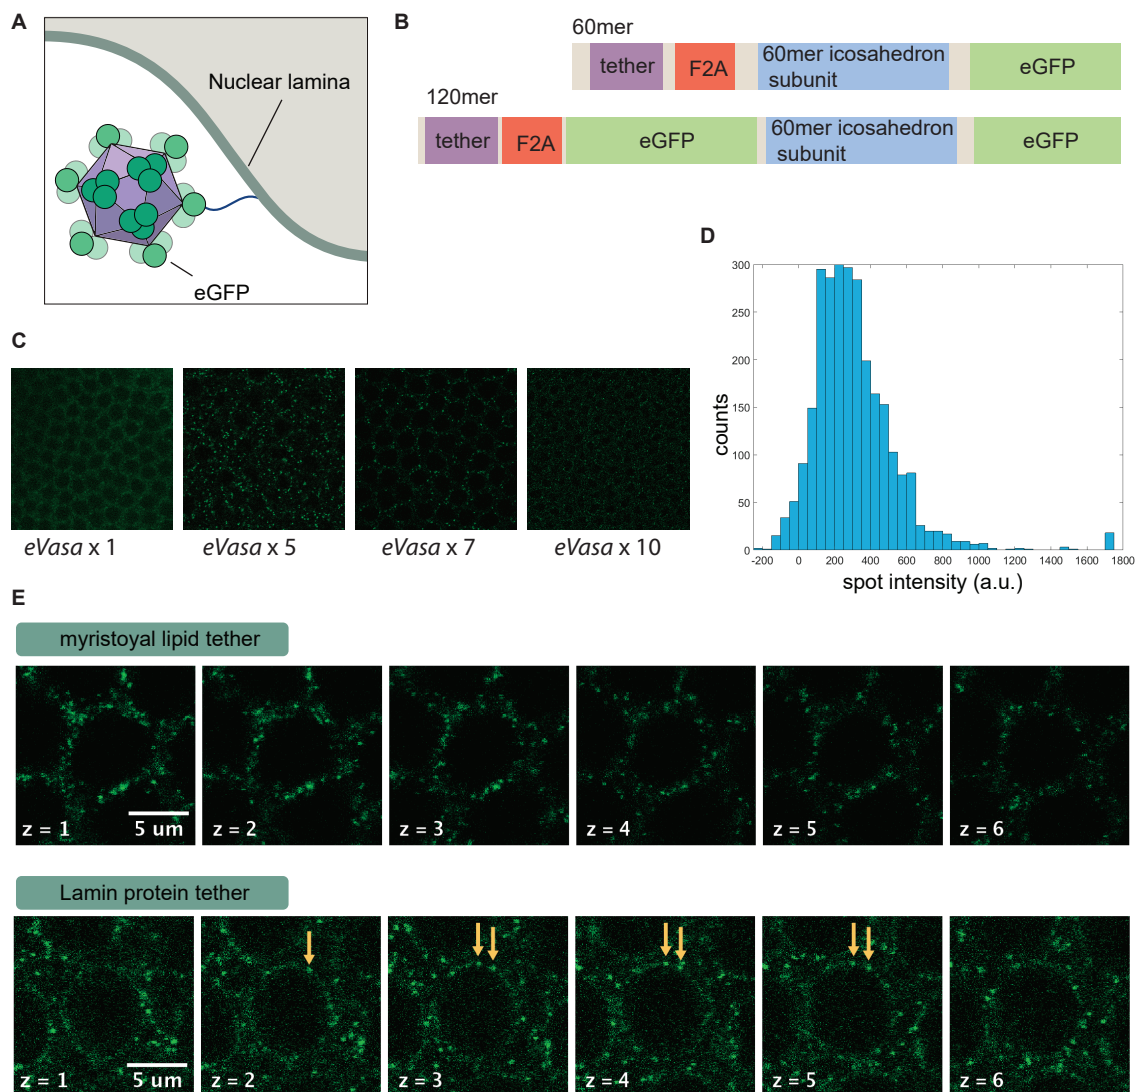 A
Nuclear lamina
eGFP
B
60mer
tether
F2A
60mer icosahedron
subunit
eGFP
120mer
tether
F2A
eGFP
60mer icosahedron
subunit
eGFP
C
eVasa x 1
eVasa x 5
eVasa x 7
eVasa x 10
D
300
250
200
150
100
50
0
counts
-200 0 200 400 600 800 1000 1200 1400 1600 1800
spot intensity (a.u.)
E
myristoyal lipid tether
z = 1
5 um
z = 2
z = 3
z = 4
z = 5
z = 6
Lamin protein tether
z = 1
5 um
z = 2
z = 3
z = 4
z = 5
z = 6